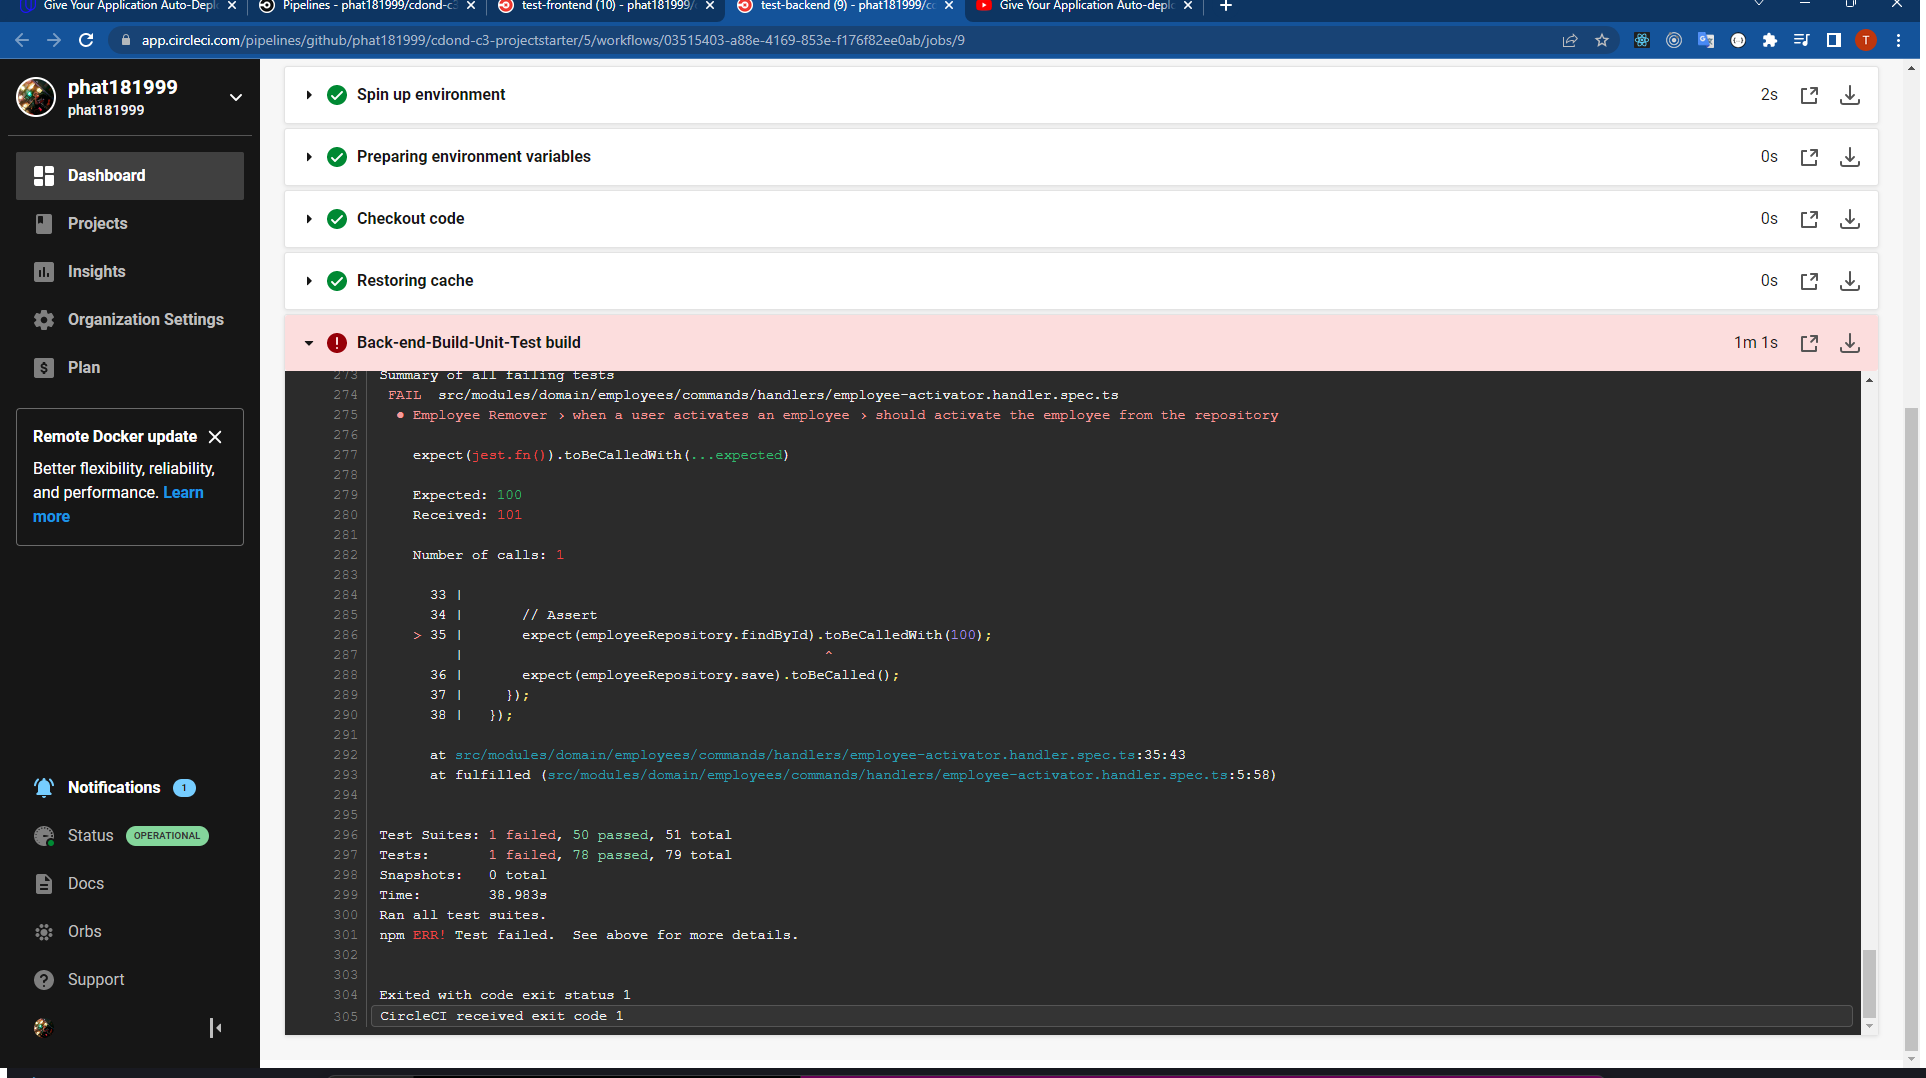 Give Your Application Auto-Depl
Pipelines - phat181999/cdond-c3
test-frontend (10) - phat181999/
test-backend (9) - phat181999/c
Give Your Application Auto-depl
app.circleci.com/pipelines/github/phat181999/cdond-c3-projectstarter/5/workflows/03515403-a88e-4169-853e-f176f82ee0ab/jobs/9
T
phat181999
phat181999
Dashboard
Projects
Insights
Organization Settings
Plan
Remote Docker update
Better flexibility, reliability,
and performance. Learn
more
Notifications 1
Status OPERATIONAL
Docs
Orbs
Support
Spin up environment 2s
Preparing environment variables 0s
Checkout code 0s
Restoring cache 0s
Back-end-Build-Unit-Test build 1m 1s
273 Summary of all failing tests
274 FAIL src/modules/domain/employees/commands/handlers/employee-activator.handler.spec.ts
275 ● Employee Remover › when a user activates an employee › should activate the employee from the repository
276
277 expect(jest.fn()).toBeCalledWith(...expected)
278
279 Expected: 100
280 Received: 101
281
282 Number of calls: 1
283
284 33 |
285 34 | // Assert
286 > 35 | expect(employeeRepository.findById).toBeCalledWith(100);
287 | ^
288 36 | expect(employeeRepository.save).toBeCalled();
289 37 | });
290 38 | });
291
292 at src/modules/domain/employees/commands/handlers/employee-activator.handler.spec.ts:35:43
293 at fulfilled (src/modules/domain/employees/commands/handlers/employee-activator.handler.spec.ts:5:58)
294
295
296 Test Suites: 1 failed, 50 passed, 51 total
297 Tests: 1 failed, 78 passed, 79 total
298 Snapshots: 0 total
299 Time: 38.983s
300 Ran all test suites.
301 npm ERR! Test failed. See above for more details.
302
303
304 Exited with code exit status 1
305 CircleCI received exit code 1